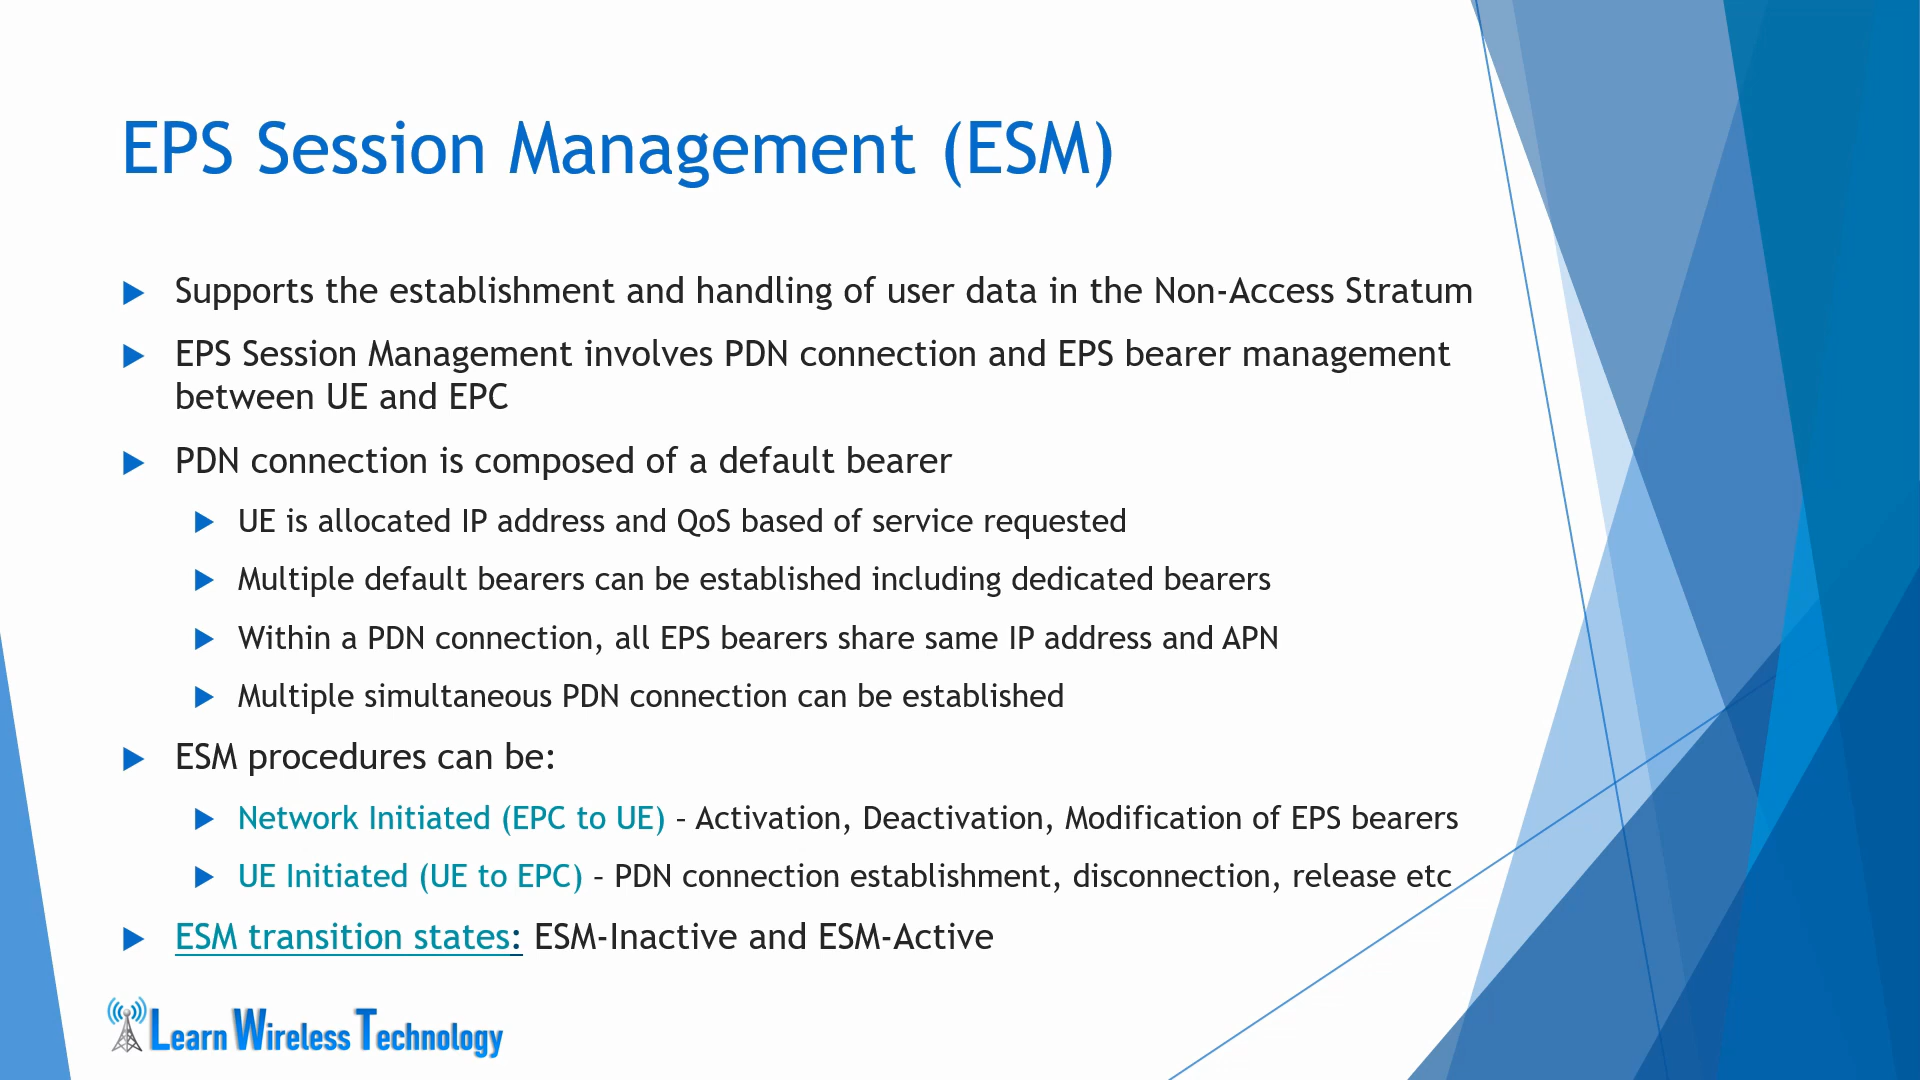 EPS Session Management (ESM)
Supports the establishment and handling of user data in the Non-Access Stratum
EPS Session Management involves PDN connection and EPS bearer management
between UE and EPC
PDN connection is composed of a default bearer
UE is allocated IP address and QoS based of service requested
Multiple default bearers can be established including dedicated bearers
Within a PDN connection, all EPS bearers share same IP address and APN
Multiple simultaneous PDN connection can be established
ESM procedures can be:
Network Initiated (EPC to UE) – Activation, Deactivation, Modification of EPS bearers
UE Initiated (UE to EPC) – PDN connection establishment, disconnection, release etc
ESM transition states: ESM-Inactive and ESM-Active
Learn Wireless Technology